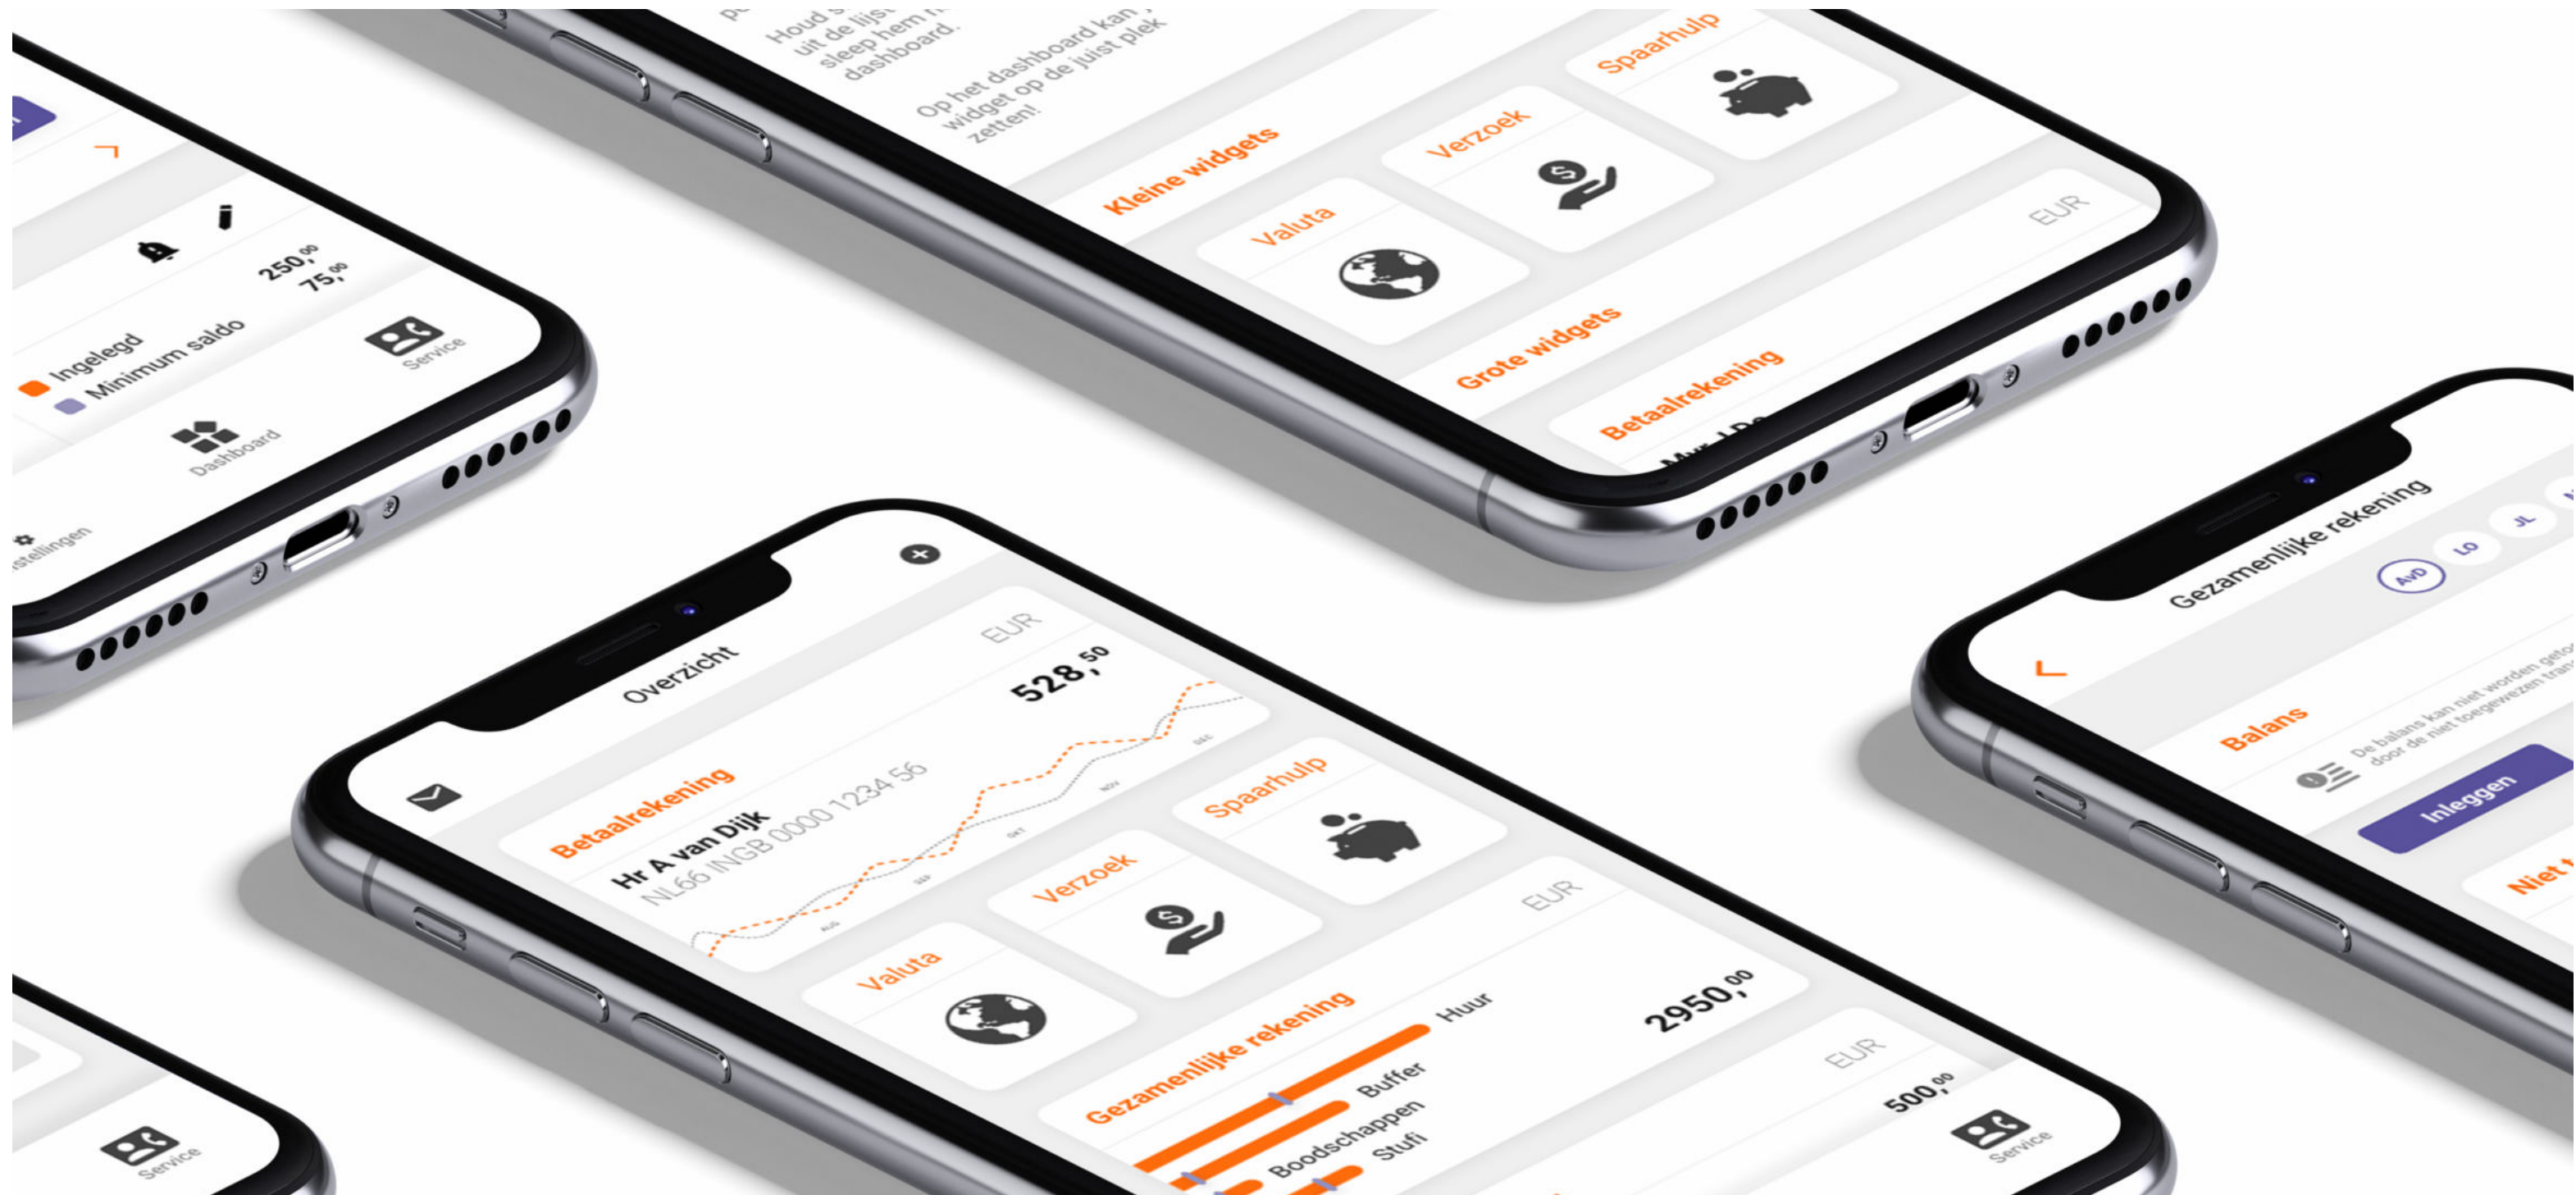 Houd
uit de lijst
sleep hem
dashboard.
Op het dashboard kan
widget op de juist plek
zetten!
Kleine widgets
Valuta
Verzoek
Spaarhulp
Grote widgets
EUR
Betaalrekening
250,00
75,00
Ingelegd
Minimum saldo
Dashboard
Service
Overzicht
EUR
528,50
Betaalrekening
Hr A van Dijk
NL66 INGB 0000 1234 56
AUG
SEP
OKT
NOV
DEC
Valuta
Verzoek
Spaarhulp
EUR
Gezamenlijke rekening
2950,00
Huur
Buffer
Boodschappen
Stufi
EUR
500,00
Service
Gezamenlijke rekening
AvD
LO
JL
Balans
De balans kan niet worden
door de niet toegewezen
Inleggen
Niet
Service